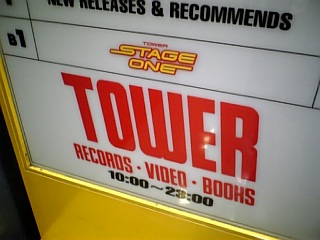 NEW RELEASES & RECOMMENDS
B1
TOWER
STAGE
ONE
TOWER
RECORDS · VIDEO · BOOKS
10:00~23:00